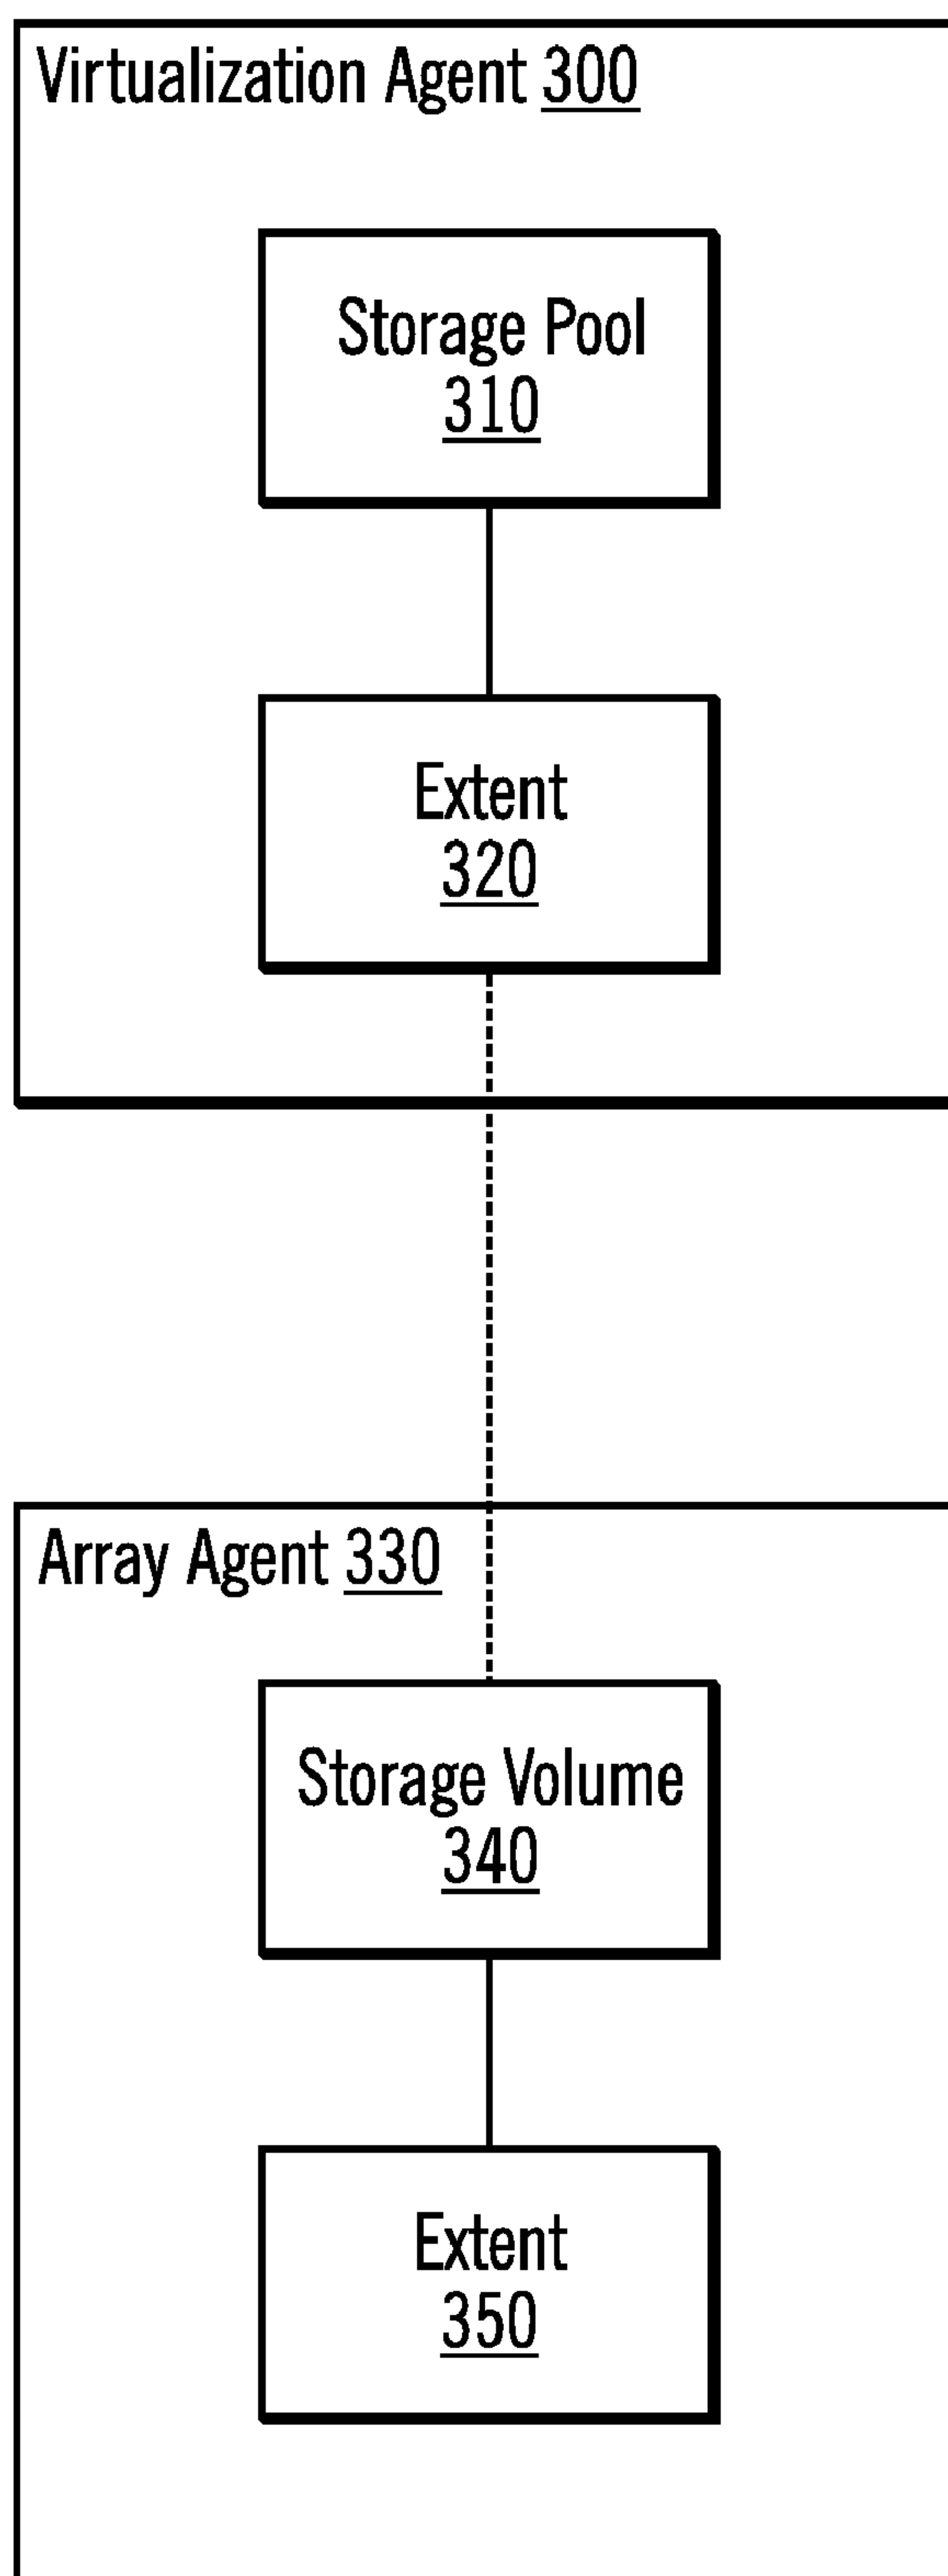 Virtualization Agent 300
Storage Pool
310
Extent
320
Array Agent 330
Storage Volume
340
Extent
350